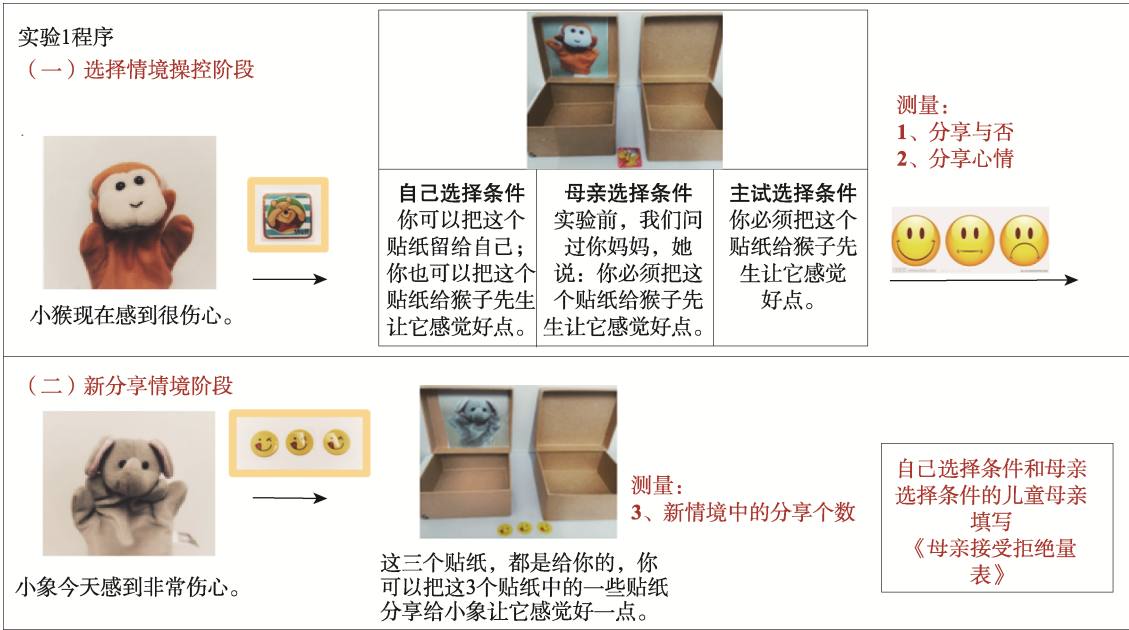 实验1程序
（一）选择情境操控阶段
小猴现在感到很伤心。
自己选择条件
你可以把这个
贴纸留给自己；
你也可以把这个
贴纸给猴子先生
让它感觉好点。
母亲选择条件
实验前，我们问
过你妈妈，她
说：你必须把这
个贴纸给猴子先
生让它感觉好点。
主试选择条件
你必须把这个
贴纸给猴子先
生让它感觉
好点。
测量：
1、分享与否
2、分享心情
（二）新分享情境阶段
小象今天感到非常伤心。
这三个贴纸，都是给你的，你
可以把这3个贴纸中的一些贴纸
分享给小象让它感觉好一点。
测量：
3、新情境中的分享个数
自己选择条件和母亲
选择条件的儿童母亲
填写
《母亲接受拒绝量
表》